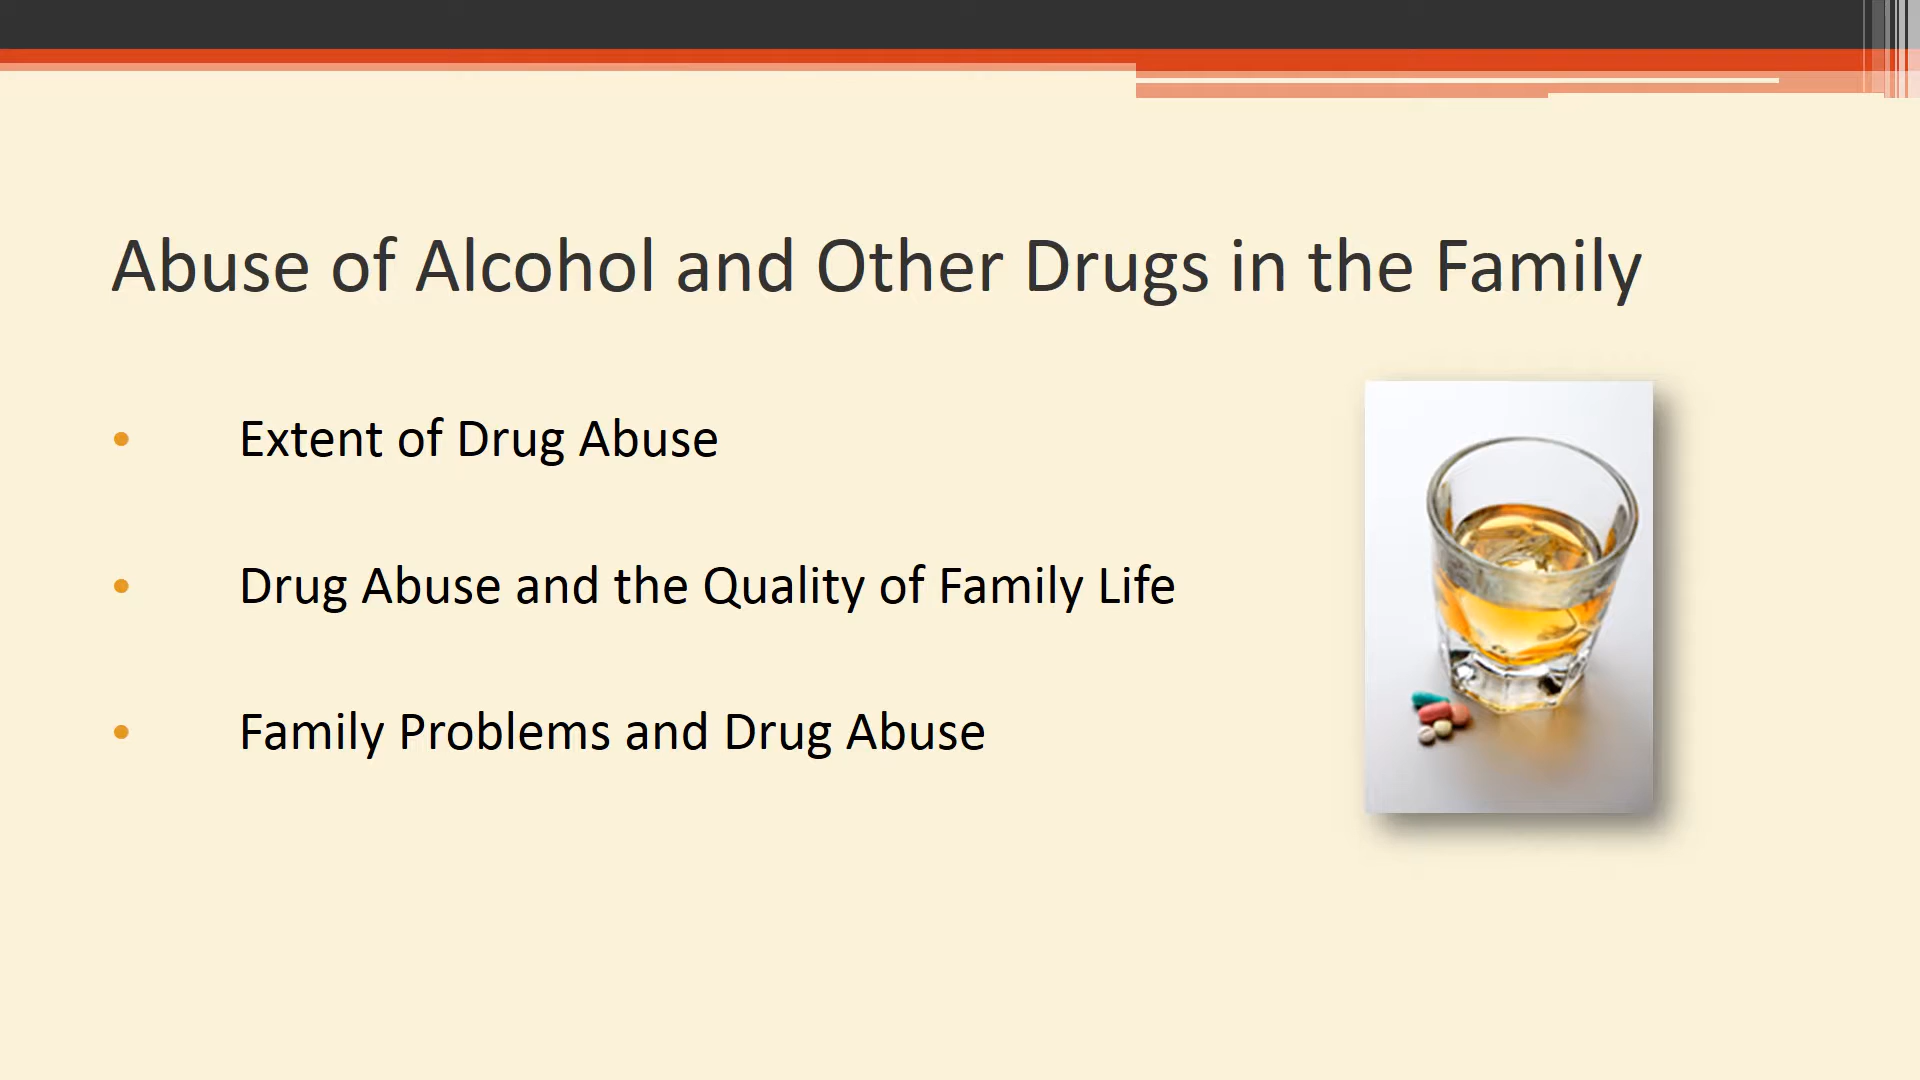 Abuse of Alcohol and Other Drugs in the Family
• Extent of Drug Abuse
• Drug Abuse and the Quality of Family Life
• Family Problems and Drug Abuse